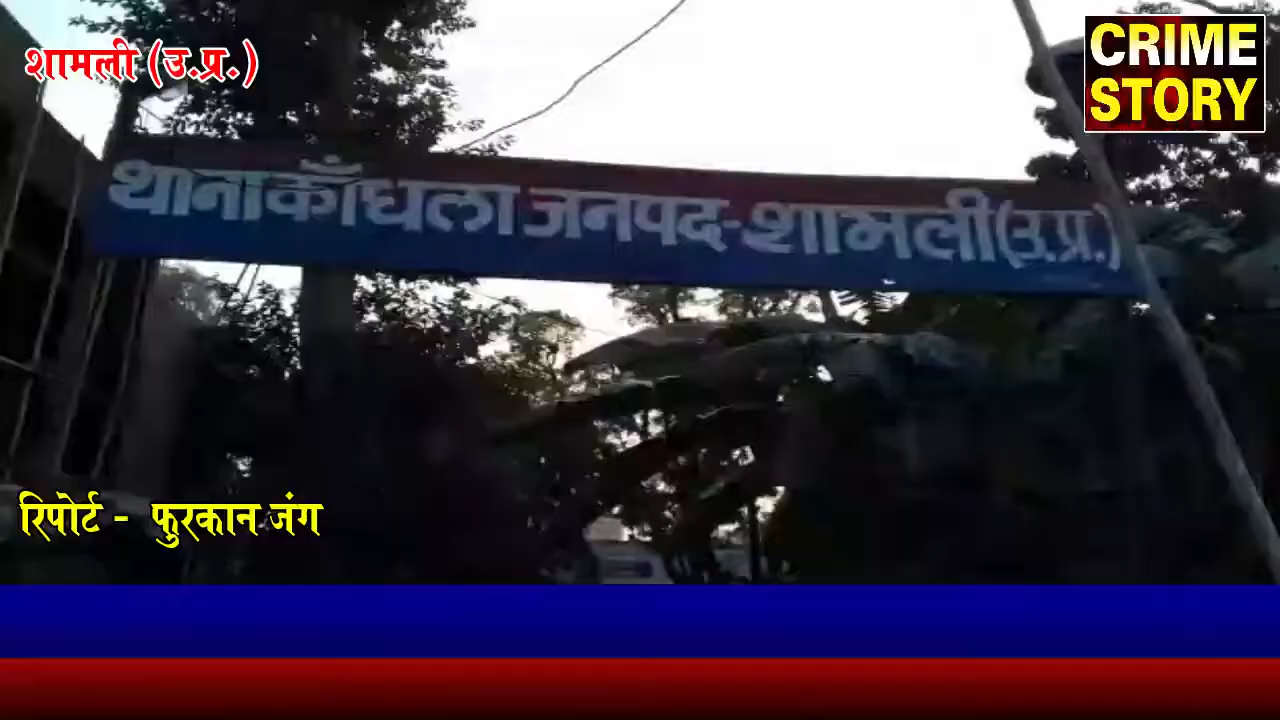 शामली (उ.प्र.)
CRIME
STORY
थाना काँधला जनपद-शामली (उ.प्र.)
रिपोर्ट - फुरकान जंग